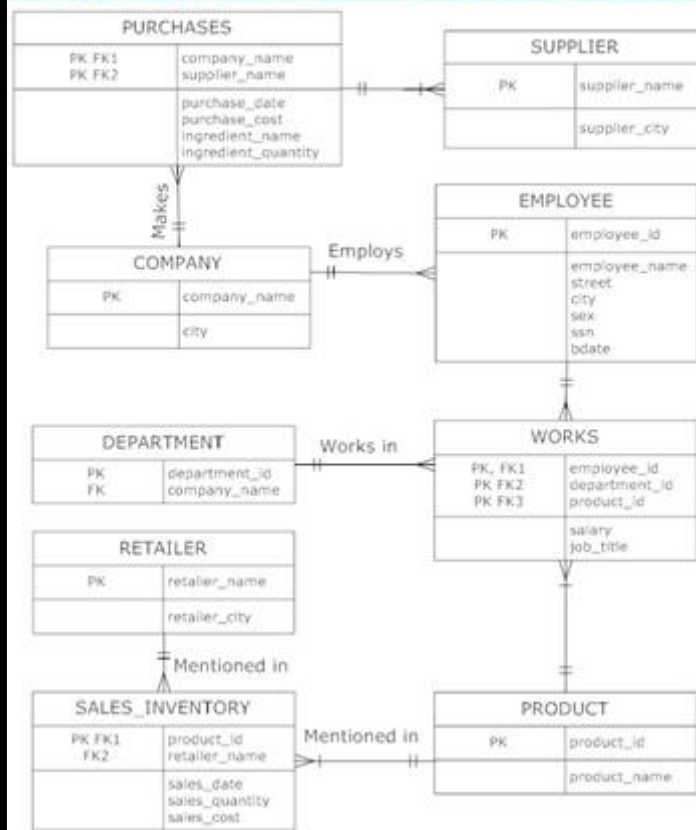 PURCHASES
PK FK1 company_name
PK FK2 supplier_name
purchase_date
purchase_cost
ingredient_name
ingredient_quantity
SUPPLIER
PK supplier_name
supplier_city
Makes
EMPLOYEE
PK employee_id
employee_name
street
city
sex
ssn
bdate
COMPANY
PK company_name
city
Employs
DEPARTMENT
PK department_id
FK company_name
Works in
WORKS
PK, FK1 employee_id
PK FK2 department_id
PK FK3 product_id
salary
job_title
RETAILER
PK retailer_name
retailer_city
Mentioned in
SALES_INVENTORY
PK FK1 product_id
FK2 retailer_name
sales_date
sales_quantity
sales_cost
Mentioned in
PRODUCT
PK product_id
product_name